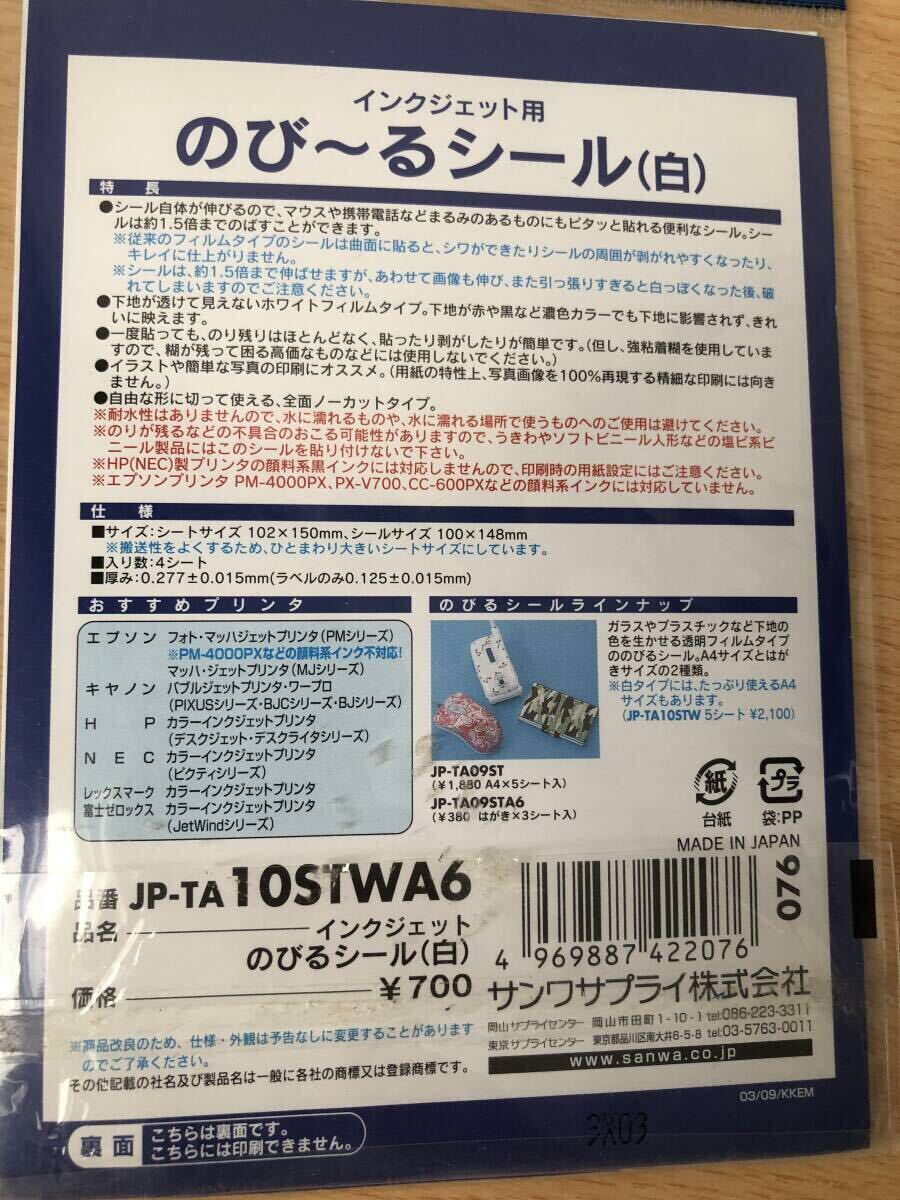 インクジェット用
のび〜るシール(白)
特長
●シール自体が伸びるので、マウスや携帯電話などまるみのあるものにもピタッと貼れる便利なシール。シー
ルは約1.5倍までのばすことができます。
※従来のフィルムタイプのシールは曲面に貼ると、シワができたりシールの周囲が剥がれやすくなったり、
キレイに仕上がりません。
※シールは、約1.5倍まで伸ばせますが、あわせて画像も伸び、また引っ張りすぎると白っぽくなった後、破
れてしまいますのでご注意ください。
●下地が透けて見えないホワイトフィルムタイプ。下地が赤や黒など濃色カラーでも下地に影響されず、きれ
いに映えます。
●一度貼っても、のり残りはほとんどなく、貼ったり剥がしたりが簡単です。(但し、強粘着糊を使用していま
すので、糊が残って困る高価なものなどには使用しないでください。)
●イラストや簡単な写真の印刷にオススメ。(用紙の特性上、写真画像を100%再現する精細な印刷には向き
ません。)
●自由な形に切って使える、全面ノーカットタイプ。
※耐水性はありませんので、水に濡れるものや、水に濡れる場所で使うものへのご使用は避けてください。
※のりが残るなどの不具合のおこる可能性がありますので、うきわやソフトビニール人形などの塩ビ系ビ
ニール製品にはこのシールを貼り付けないで下さい。
※HP(NEC)製プリンタの顔料系黒インクには対応しませんので、印刷時の用紙設定にはご注意ください。
※エプソンプリンタ PM-4000PX、PX-V700、CC-600PXなどの顔料系インクには対応していません。
仕様
■サイズ:シートサイズ 102×150mm、シールサイズ 100×148mm
※搬送性をよくするため、ひとまわり大きいシートサイズにしています。
■入り数:4シート
■厚み:0.277±0.015mm(ラベルのみ0.125±0.015mm)
おすすめプリンタ
エプソン フォト・マッハジェットプリンタ(PMシリーズ)
※PM-4000PXなどの顔料系インク不対応!
マッハ・ジェットプリンタ(MJシリーズ)
キヤノン バブルジェットプリンタ・ワープロ
(PIXUSシリーズ・BJCシリーズ・BJシリーズ)
HP カラーインクジェットプリンタ
(デスクジェット・デスクライタシリーズ)
NEC カラーインクジェットプリンタ
(ピクティシリーズ)
レックスマーク カラーインクジェットプリンタ
富士ゼロックス カラーインクジェットプリンタ
(JetWindシリーズ)
のびるシールラインナップ
ガラスやプラスチックなど下地の
色を生かせる透明フィルムタイプ
ののびるシール。A4サイズとはが
きサイズの2種類。
※白タイプには、たっぷり使えるA4
サイズもあります。
(JP-TA10STW 5シート ¥2,100)
JP-TA09ST
(¥1,880 A4×5シート入)
JP-TA09STA6
(¥380 はがき×3シート入)
紙
台紙
プラ
袋:PP
MADE IN JAPAN
品番 JP-TA10STWA6
品名 インクジェット
のびるシール(白)
価格 ¥700
076
4 969887 422076
サンワサプライ株式会社
岡山サプライセンター 岡山市田町1-10-1 tel.086-223-3311
東京サプライセンター 東京都品川区南大井6-5-8 tel.03-5763-0011
www.sanwa.co.jp
※商品改良のため、仕様・外観は予告なしに変更することがあります
のでご了承ください。
その他記載の社名及び製品名は一般に各社の商標又は登録商標です。
03/09/KKEM
3X03
裏面 こちらは裏面です。
こちらには印刷できません。